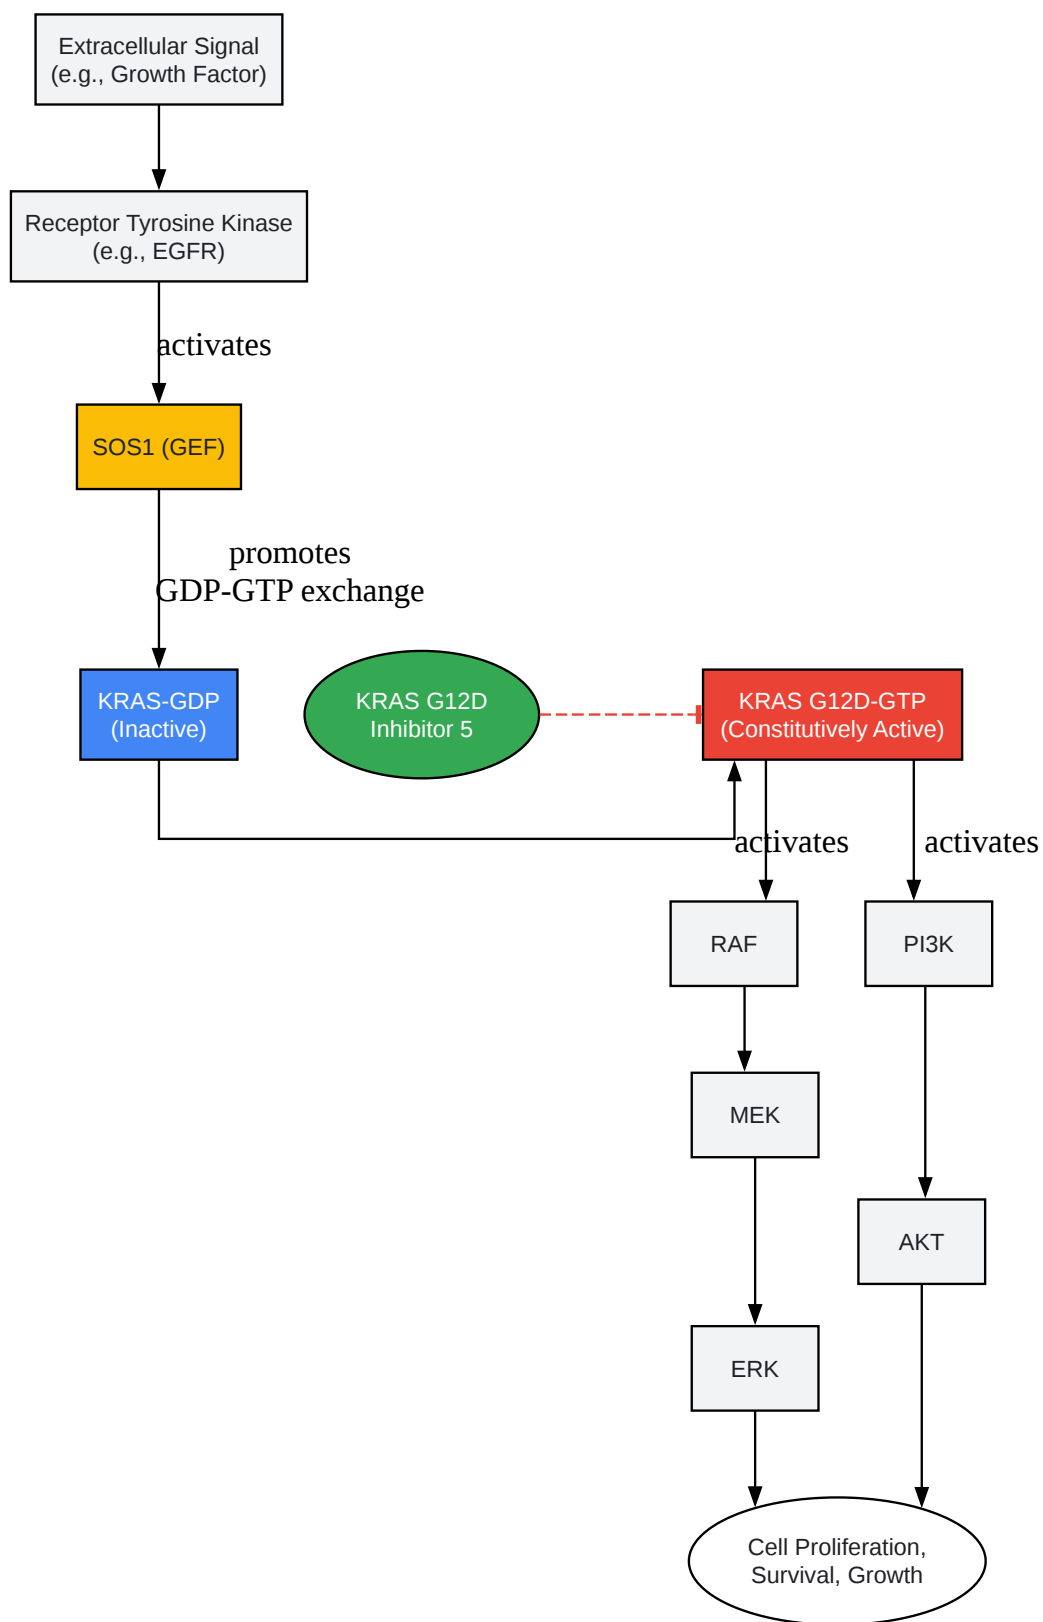 Extracellular Signal
(e.g., Growth Factor)
Receptor Tyrosine Kinase
(e.g., EGFR)
activates
SOS1 (GEF)
promotes
GDP-GTP exchange
KRAS-GDP
(Inactive)
KRAS G12D
Inhibitor 5
KRAS G12D-GTP
(Constitutively Active)
activates
activates
RAF
PI3K
MEK
AKT
ERK
Cell Proliferation,
Survival, Growth